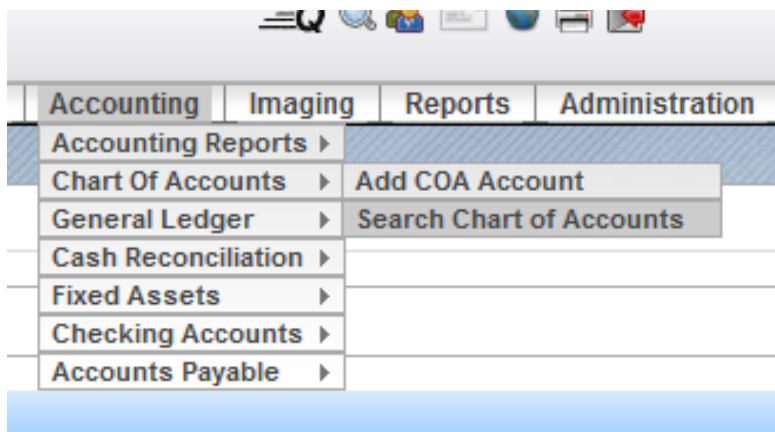 Q
Accounting Imaging Reports Administration
Accounting Reports
Chart Of Accounts Add COA Account
General Ledger Search Chart of Accounts
Cash Reconciliation
Fixed Assets
Checking Accounts
Accounts Payable